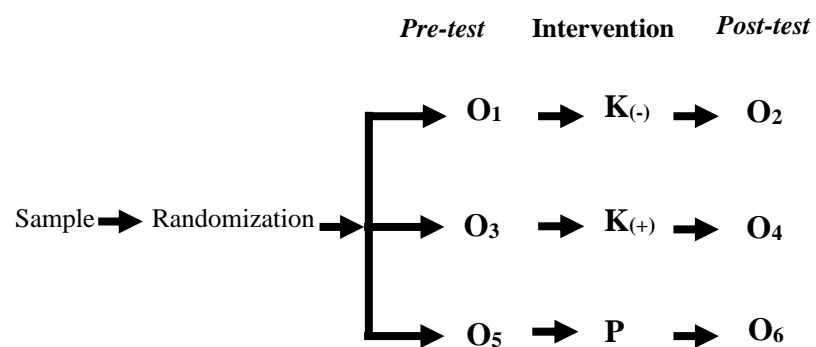 Pre-test Intervention Post-test
O1 K(-) O2
Sample Randomization O3 K(+) O4
O5 P O6